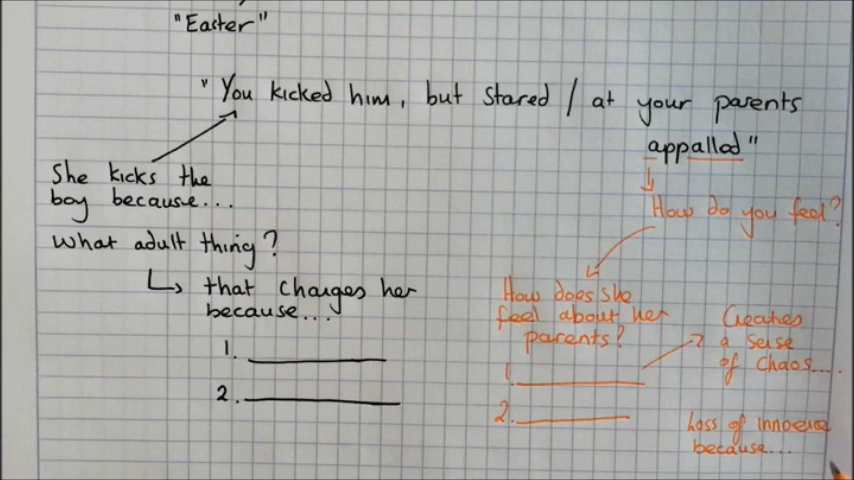 "Easter"
"You kicked him, but stared / at your parents
appalled"
She kicks the
boy because...
What adult thing?
that changes her
because...
1.
2.
How do you feel?
How does she
feel about her
parents?
1.
2.
Creates
a sense
of chaos....
Loss of innocence
because...